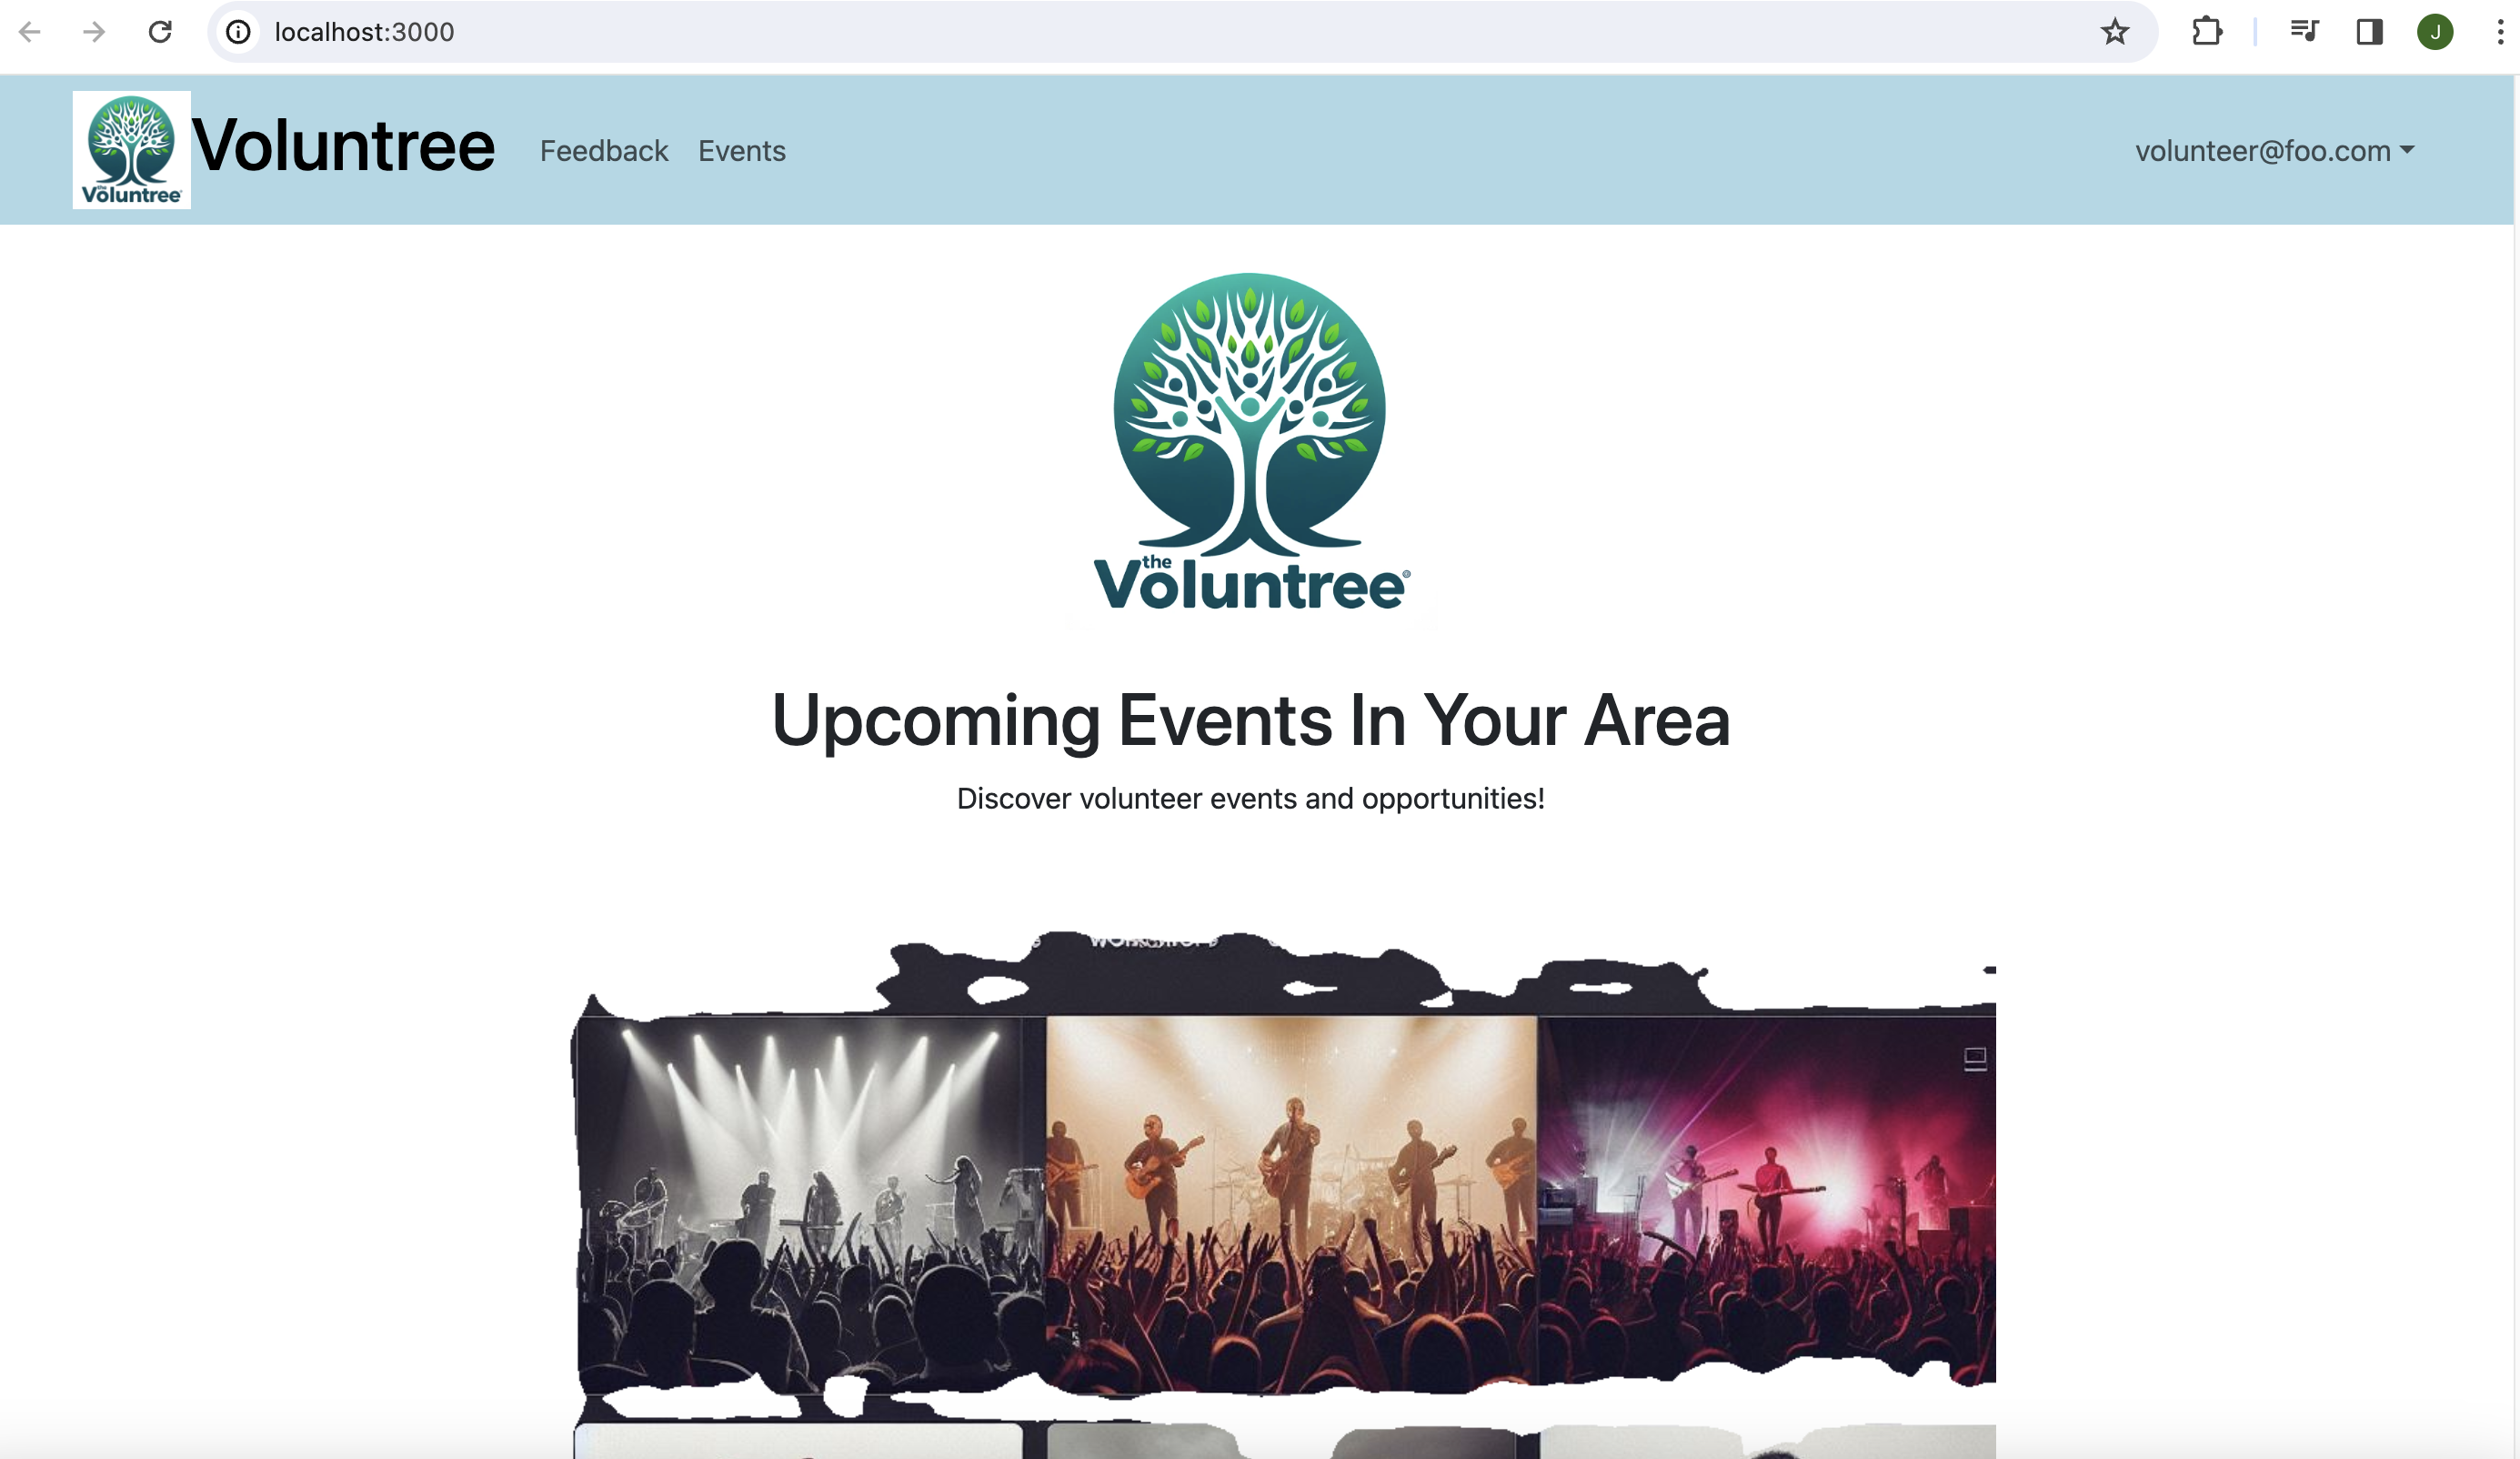 localhost:3000
J
the
Voluntree
Voluntree
Feedback Events
volunteer@foo.com
the
Voluntree
Upcoming Events In Your Area
Discover volunteer events and opportunities!